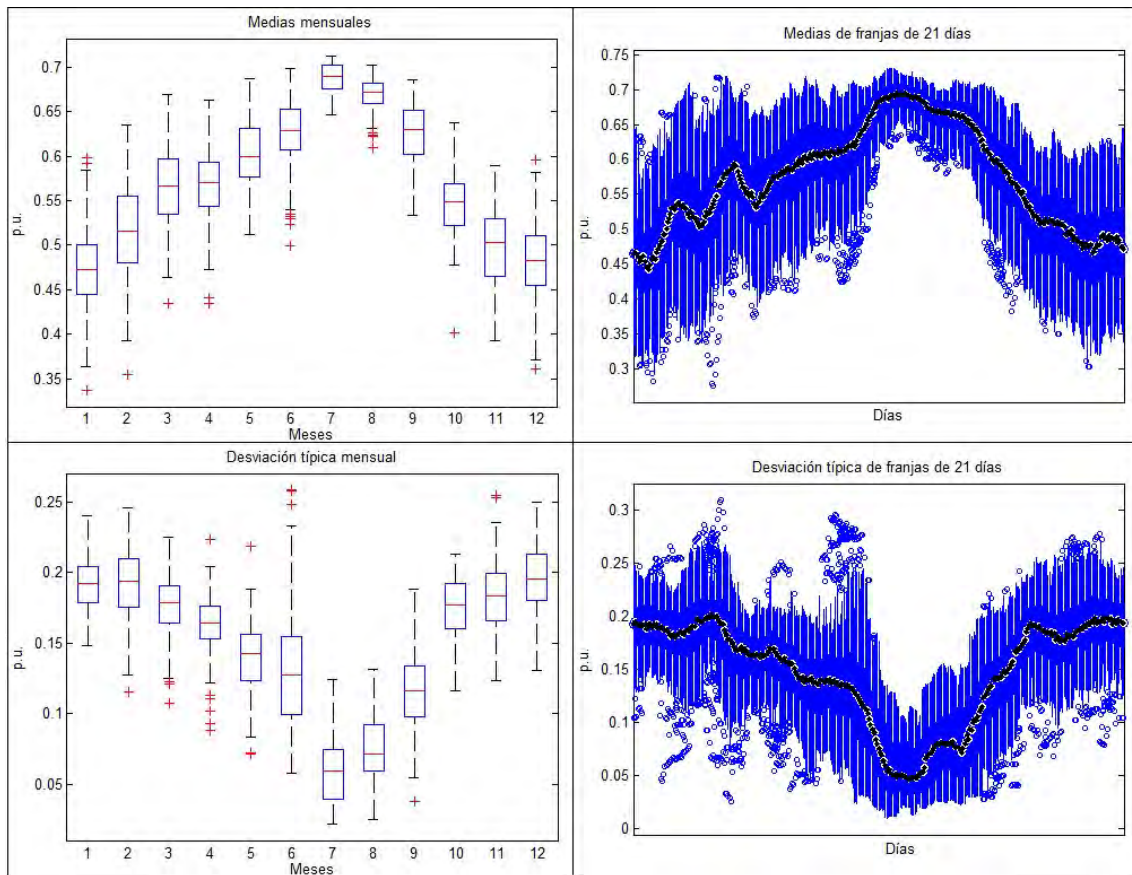 Medias mensuales
0.7
0.65
0.6
0.55
0.5
0.45
0.4
0.35
p.u.
1 2 3 4 5 6 7 8 9 10 11 12
Meses
Medias de franjas de 21 días
0.75
0.7
0.65
0.6
0.55
0.5
0.45
0.4
0.35
0.3
p.u.
Días
Desviación típica mensual
0.25
0.2
0.15
0.1
0.05
p.u.
1 2 3 4 5 6 7 8 9 10 11 12
Meses
Desviación típica de franjas de 21 días
0.3
0.25
0.2
0.15
0.1
0.05
0
p.u.
Días